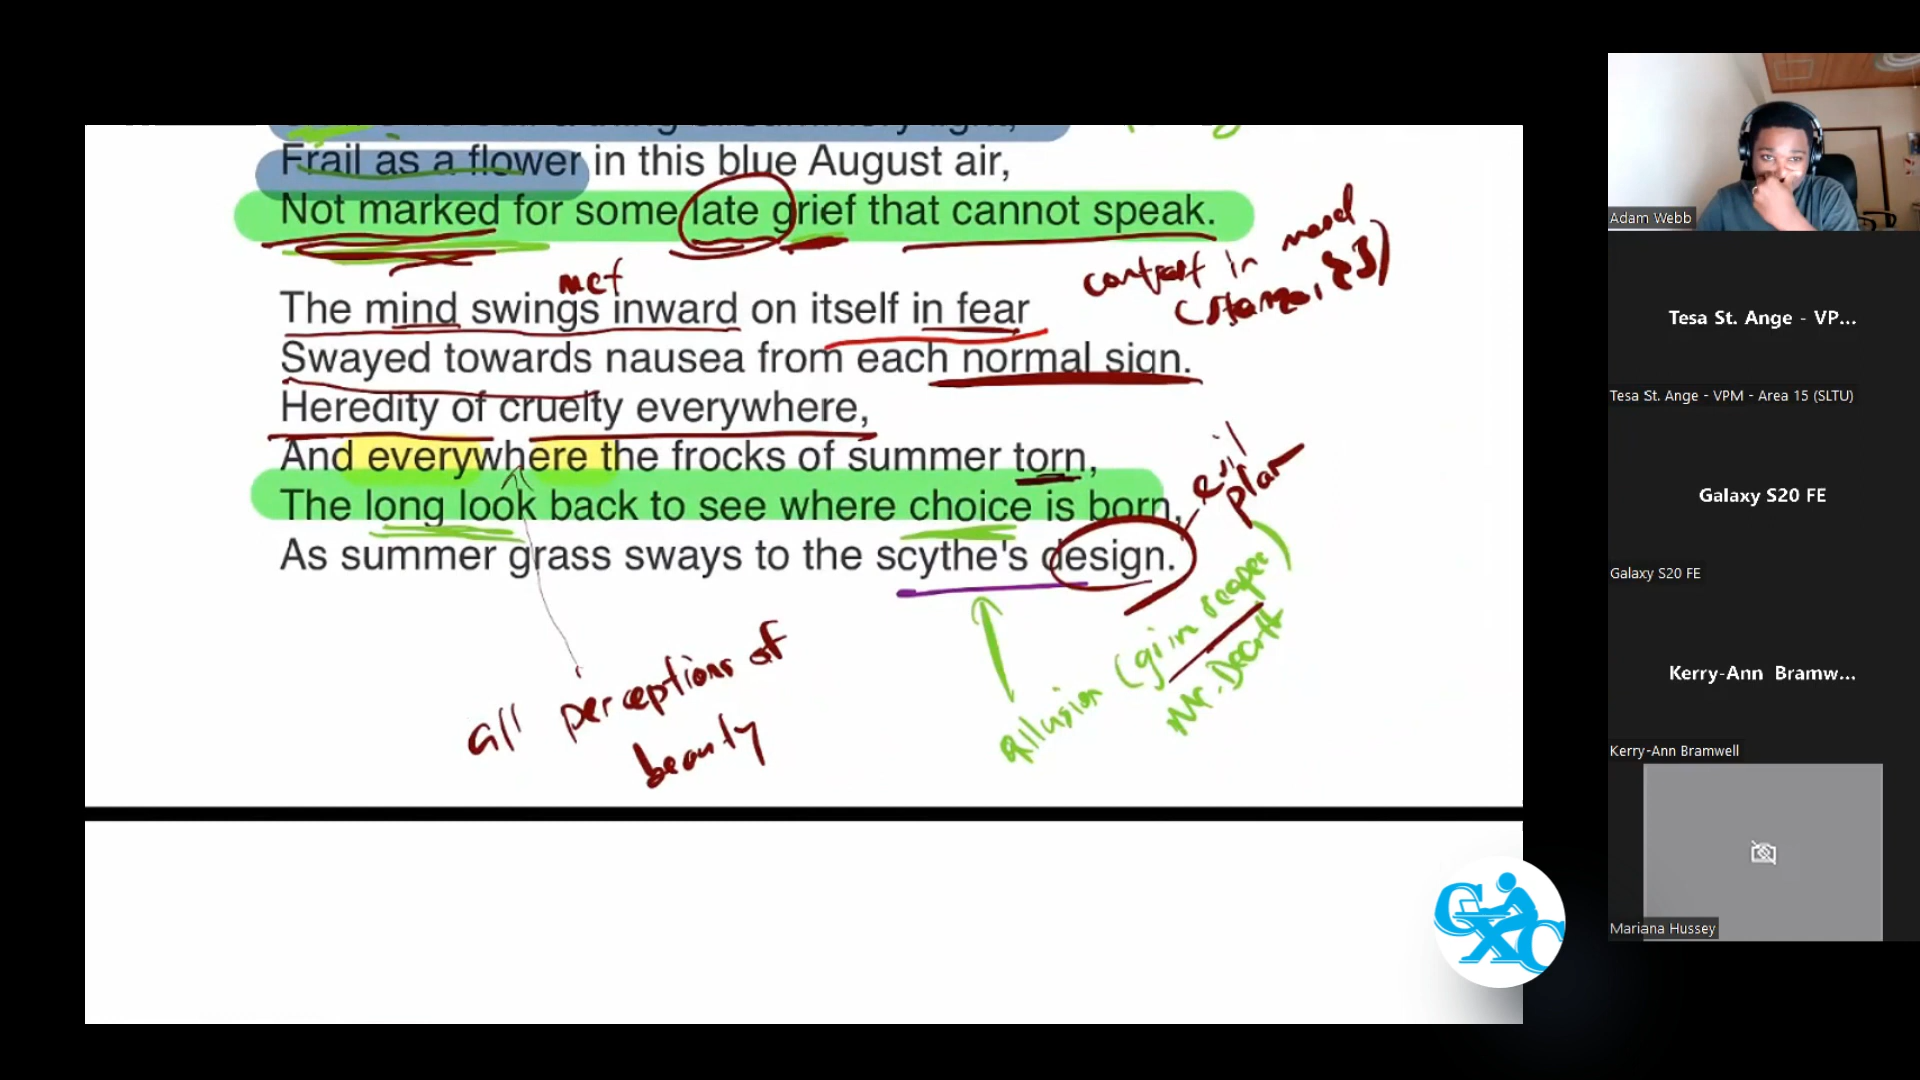 Frail as a flower in this blue August air,
Not marked for some late grief that cannot speak.
met
The mind swings inward on itself in fear
contrast in mood
(stanza 1 & 3)
Swayed towards nausea from each normal sign.
Heredity of cruelty everywhere,
And everywhere the frocks of summer torn,
The long look back to see where choice is born,
As summer grass sways to the scythe's design.
evil
plan
all perceptions of
beauty
allusion (grim reaper)
Mr. Death
CXC
Adam Webb
Tesa St. Ange - VP...
Tesa St. Ange - VPM - Area 15 (SLTU)
Galaxy S20 FE
Galaxy S20 FE
Kerry-Ann Bramw...
Kerry-Ann Bramwell
Mariana Hussey